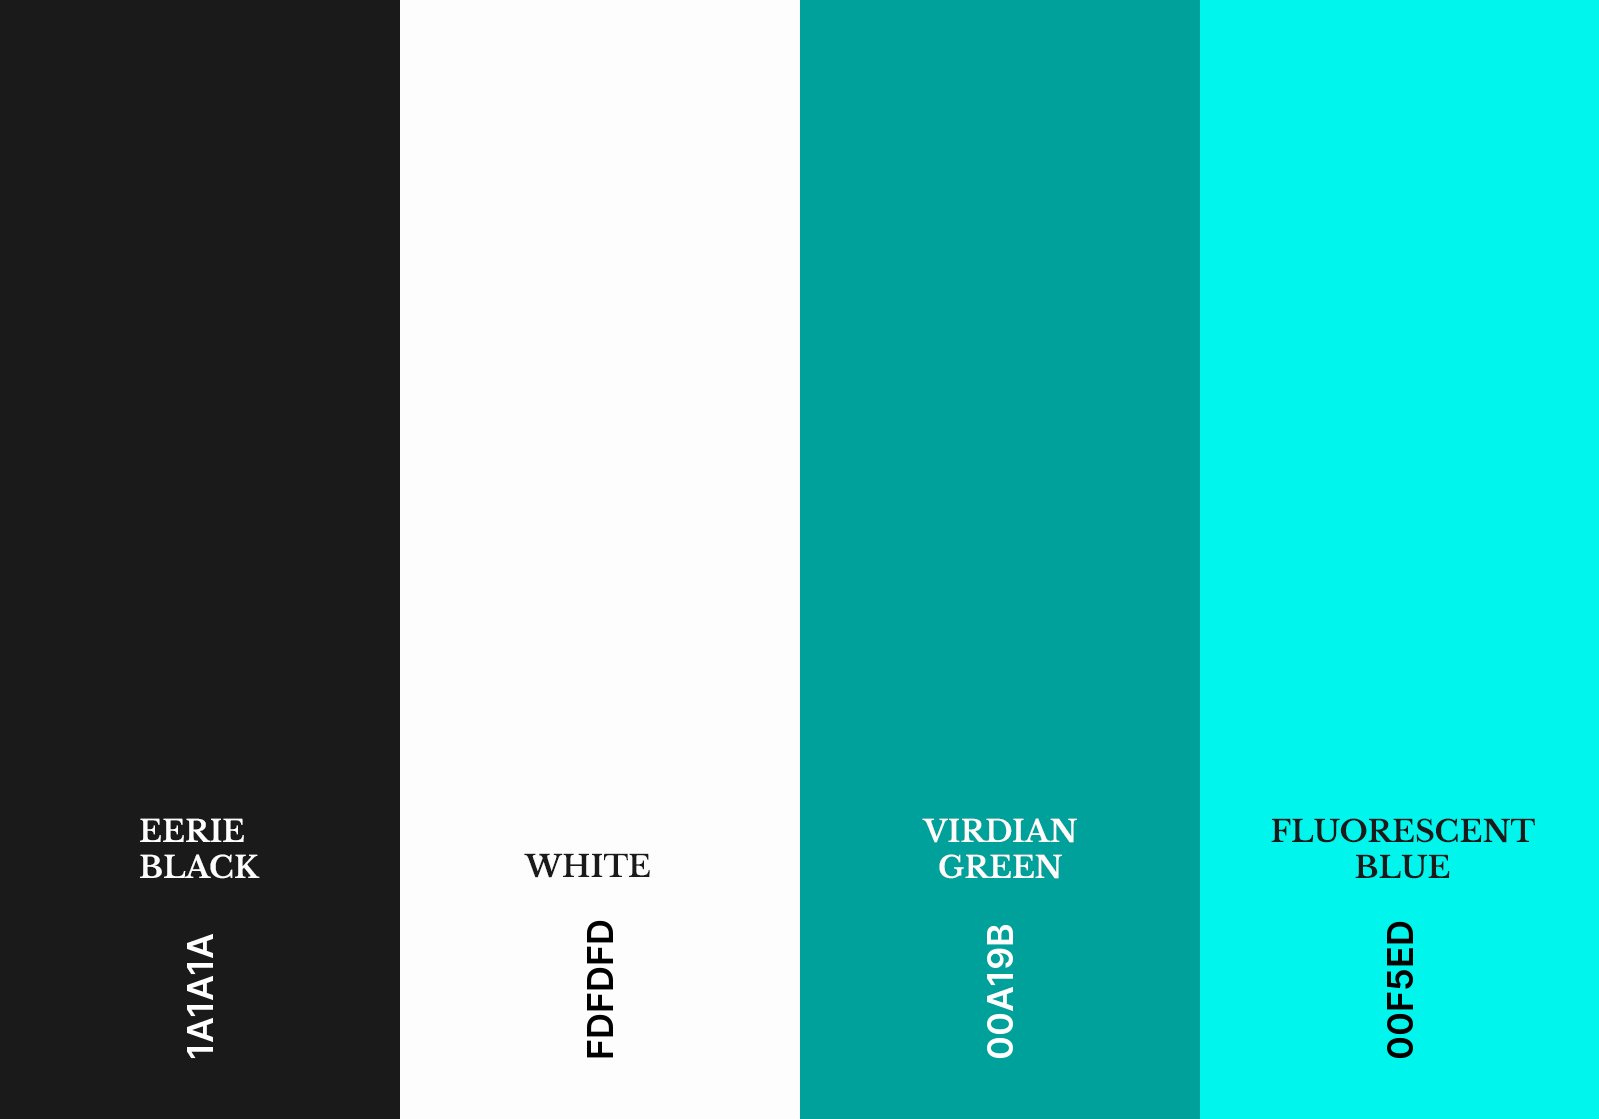 EERIE
BLACK
1A1A1A
WHITE
FDFDFD
VIRDIAN
GREEN
00A19B
FLUORESCENT
BLUE
00F5ED